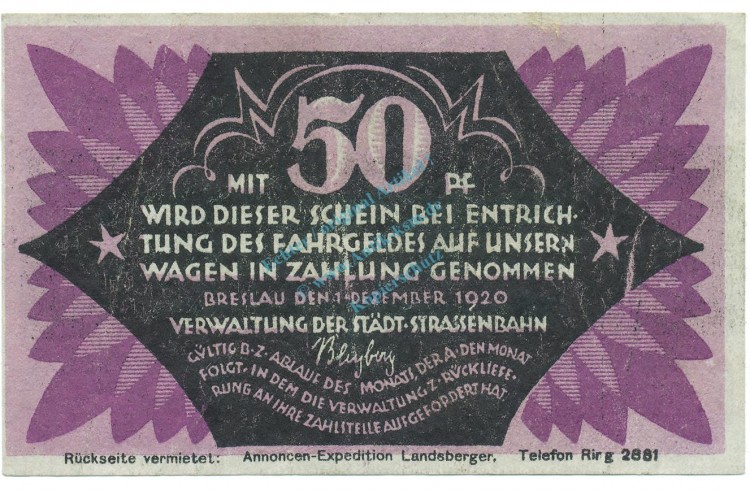 50
MIT PF
WIRD DIESER SCHEIN BEI ENTRICH-
TUNG DES FAHRGELDES AUF UNSERN
WAGEN IN ZAHLUNG GENOMMEN
BRESLAU DEN 1·DEZEMBER 1920
VERWALTUNG DER STÄDT·STRASSENBAHN
GÜLTIG B·Z·ABLAUF DES MONATS, DER A·DEN MONAT
FOLGT·IN DEM DIE VERWALTUNG·Z·RÜCKLIEFE-
RUNG AN IHRE ZAHLSTELLE AUFGEFORDERT HAT
Rückseite vermietet: Annoncen-Expedition Landsberger, Telefon Ring 2681